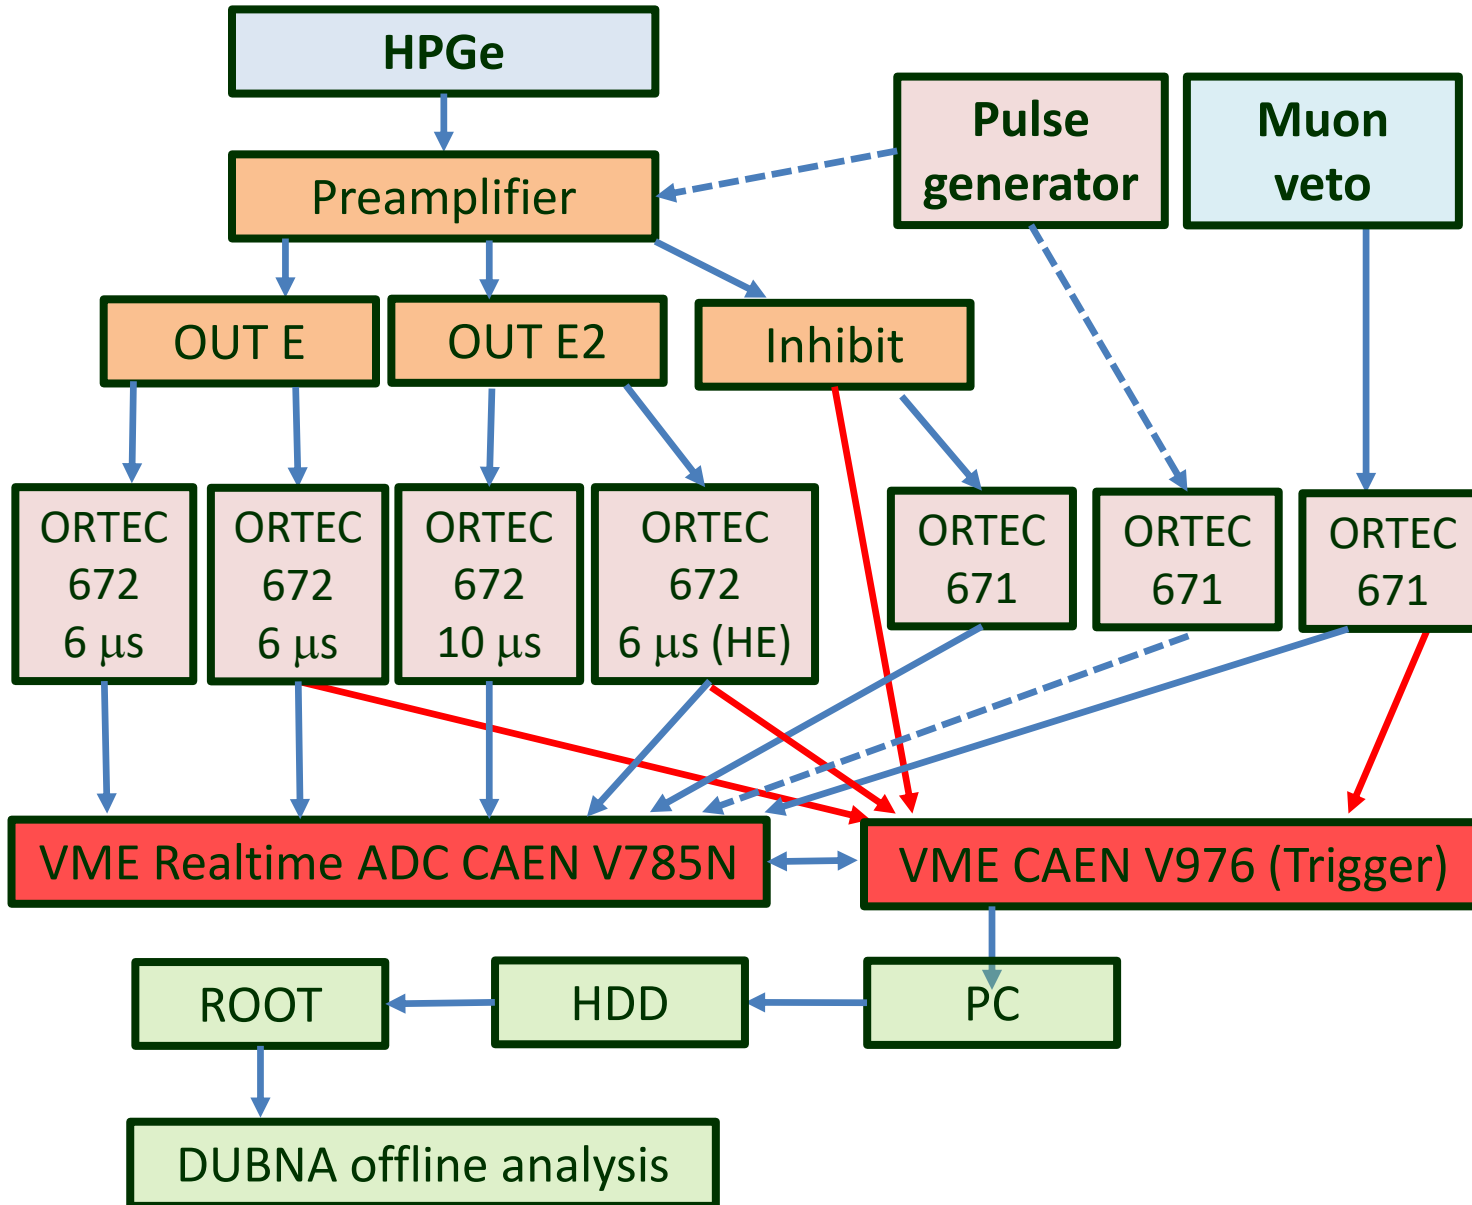 HPGe
Pulse
generator
Muon
veto
Preamplifier
OUT E
OUT E2
Inhibit
ORTEC
672
6 μs
ORTEC
672
6 μs
ORTEC
672
10 μs
ORTEC
672
6 μs (HE)
ORTEC
671
ORTEC
671
ORTEC
671
VME Realtime ADC CAEN V785N
VME CAEN V976 (Trigger)
ROOT
HDD
PC
DUBNA offline analysis